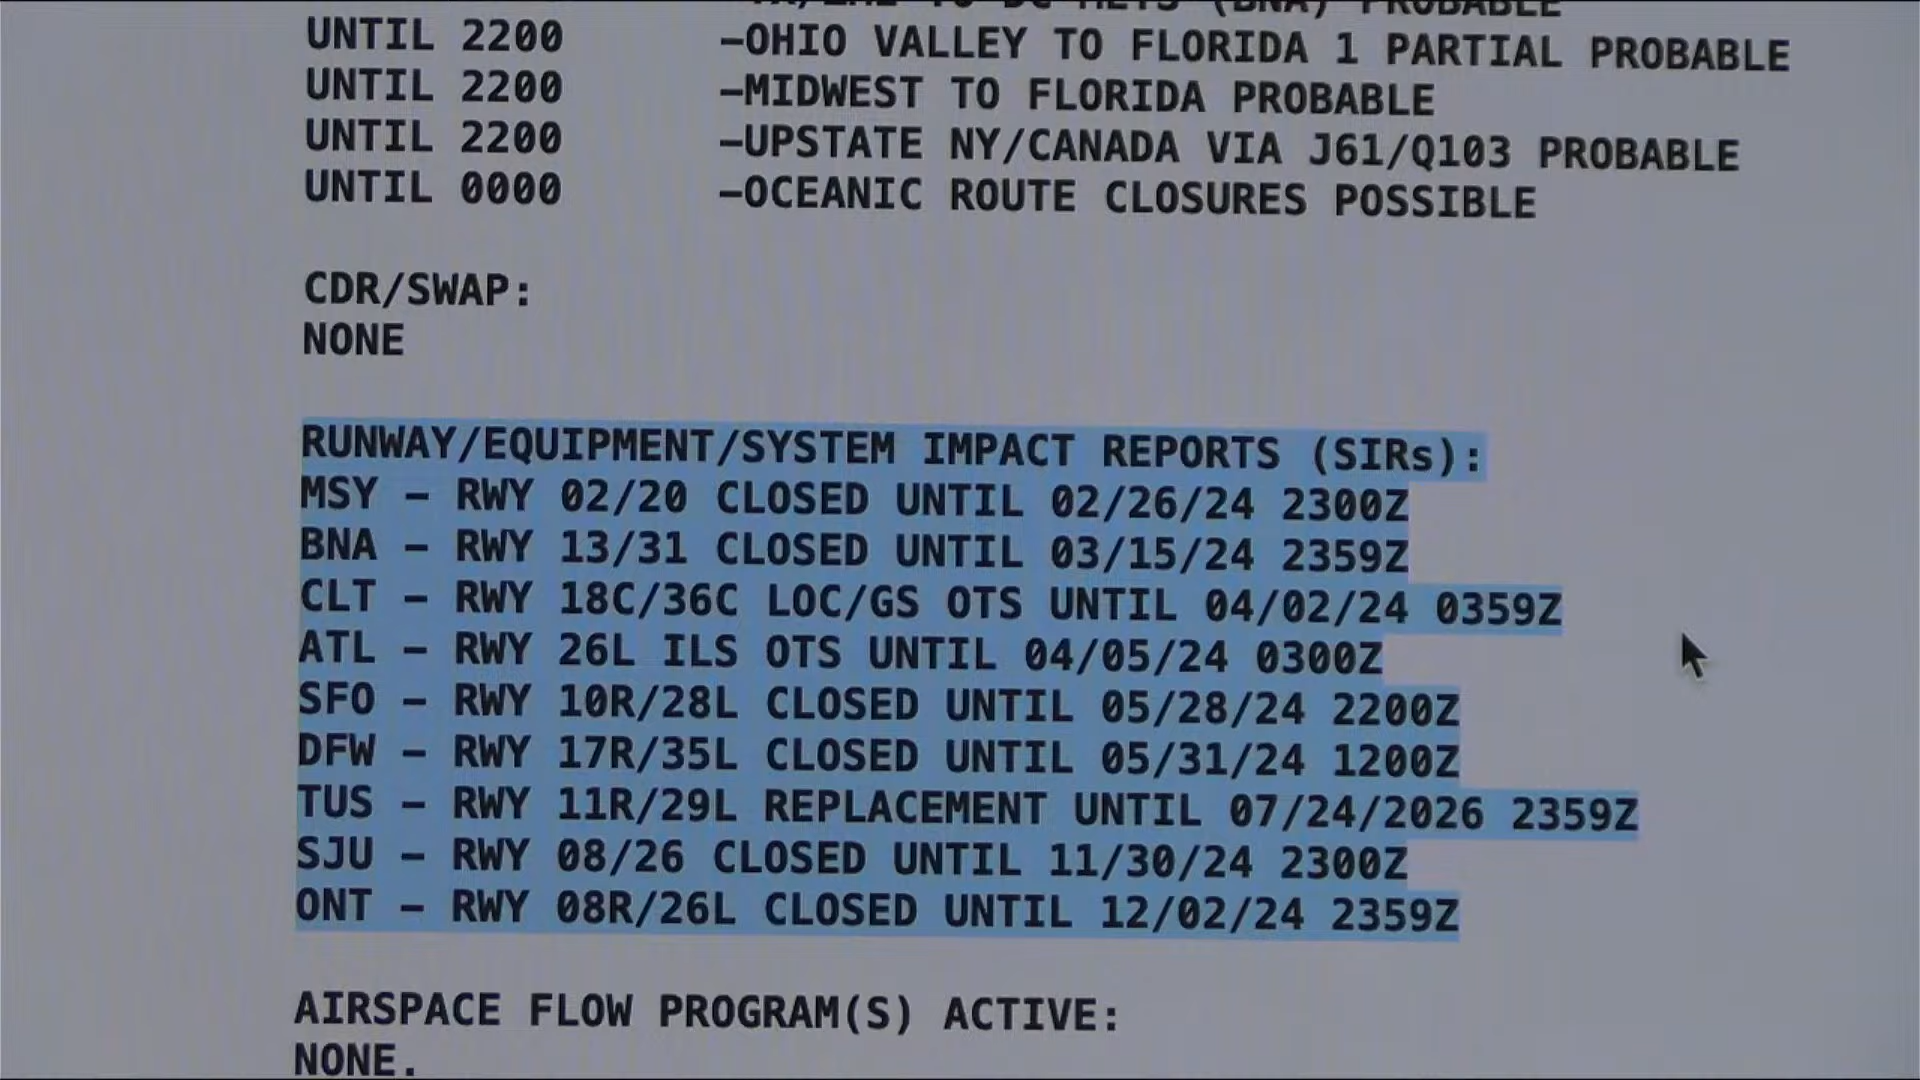 (BNA) PROBABLE
UNTIL 2200 –OHIO VALLEY TO FLORIDA 1 PARTIAL PROBABLE
UNTIL 2200 –MIDWEST TO FLORIDA PROBABLE
UNTIL 2200 –UPSTATE NY/CANADA VIA J61/Q103 PROBABLE
UNTIL 0000 –OCEANIC ROUTE CLOSURES POSSIBLE
CDR/SWAP:
NONE
RUNWAY/EQUIPMENT/SYSTEM IMPACT REPORTS (SIRs):
MSY – RWY 02/20 CLOSED UNTIL 02/26/24 2300Z
BNA – RWY 13/31 CLOSED UNTIL 03/15/24 2359Z
CLT – RWY 18C/36C LOC/GS OTS UNTIL 04/02/24 0359Z
ATL – RWY 26L ILS OTS UNTIL 04/05/24 0300Z
SFO – RWY 10R/28L CLOSED UNTIL 05/28/24 2200Z
DFW – RWY 17R/35L CLOSED UNTIL 05/31/24 1200Z
TUS – RWY 11R/29L REPLACEMENT UNTIL 07/24/2026 2359Z
SJU – RWY 08/26 CLOSED UNTIL 11/30/24 2300Z
ONT – RWY 08R/26L CLOSED UNTIL 12/02/24 2359Z
AIRSPACE FLOW PROGRAM(S) ACTIVE:
NONE.